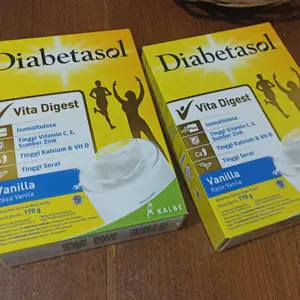 Diabetasol
Vita Digest
Isomaltulosa
Tinggi Vitamin C, E,
Sumber Zink
Tinggi Kalsium & Vit D
Tinggi Serat
Vanilla
Rasa Vanila
170 g
KALBE
Diabetasol
Vita Digest
Isomaltulosa
Tinggi Vitamin C, E,
Sumber Zink
Tinggi Kalsium & Vit D
Tinggi Serat
Vanilla
Rasa Vanila
170 g